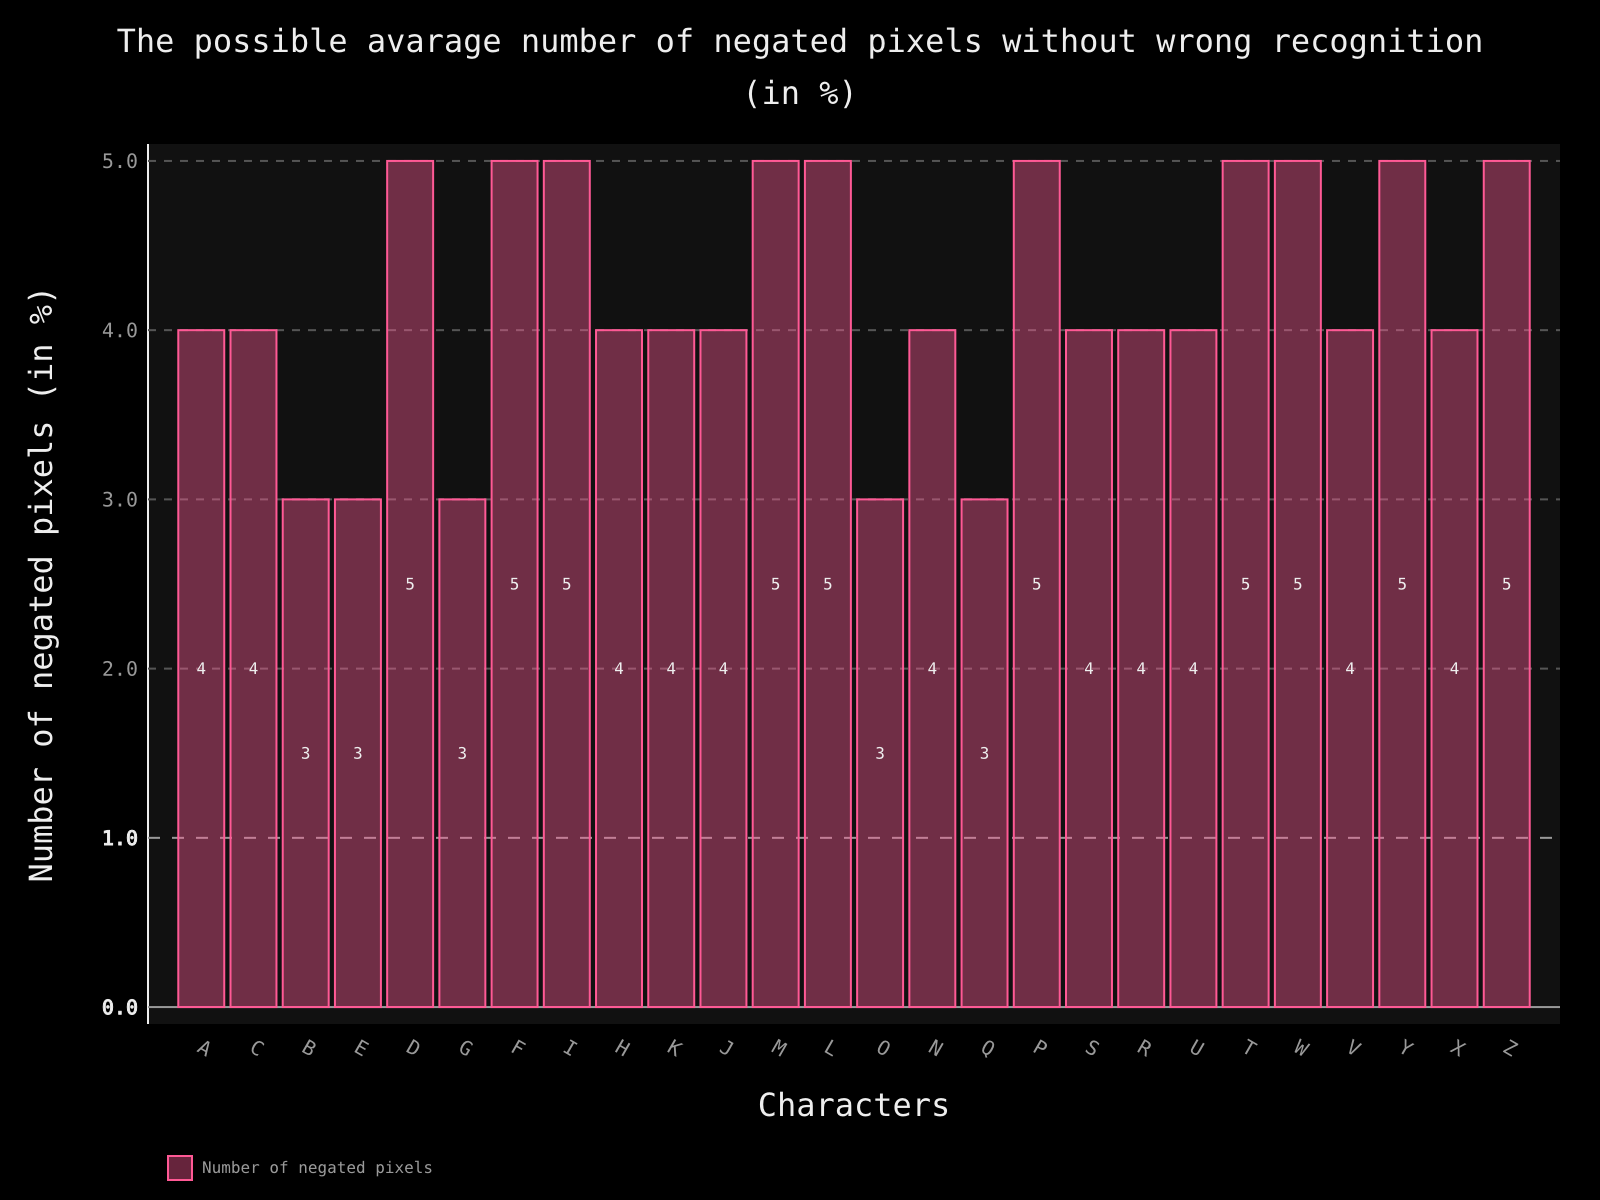 The possible avarage number of negated pixels without wrong recognition
(in %)
Number of negated pixels (in %)
5.0
4.0
3.0
2.0
1.0
0.0
4 4 3 3 5 3 5 5 4 4 4 5 5 3 4 3 5 4 4 4 5 5 4 5 4 5
A C B E D G F I H K J M L O N Q P S R U T W V Y X Z
Characters
Number of negated pixels